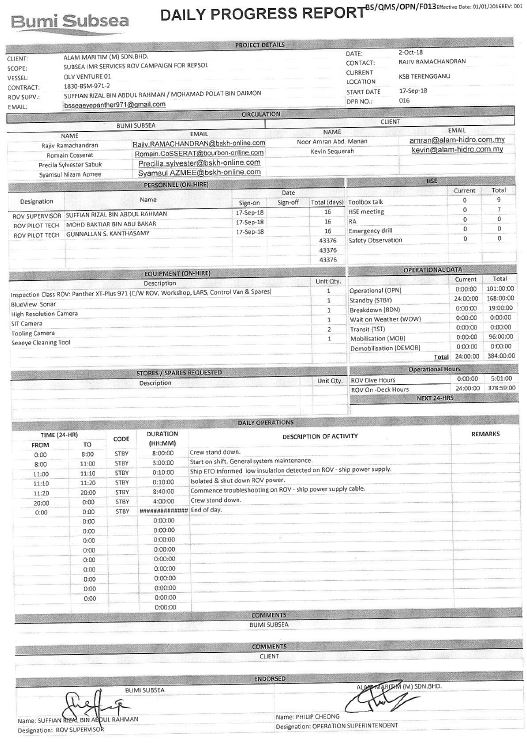 Bumi Subsea
DAILY PROGRESS REPORT
BS/QMS/OPN/F013 Effective Date: 01/01/2016 REV: 001
PROJECT DETAILS
CLIENT: ALAM MARITIM (M) SDN.BHD. DATE: 2-Oct-18
SCOPE: SUBSEA IMR SERVICES ROV CAMPAIGN FOR REPSOL CONTACT: RAJIV RAMACHANDRAN
VESSEL: OLY VENTURE 01 CURRENT LOCATION KSB TERENGGANU
CONTRACT: 1830-BSM-971-2
ROV SUPV.: SUFFIAN RIZAL BIN ABDUL RAHMAN / MOHAMAD POLAT BIN DAIMON START DATE 17-Sep-18
EMAIL: bsseaeyepanther971@gmail.com DPR NO.: 016
CIRCULATION
BUMI SUBSEA CLIENT
NAME EMAIL NAME EMAIL
Rajiv Ramachandran Rajiv.RAMACHANDRAN@bskh-online.com Noor Amran Abd. Manan amran@alam-hidro.com.my
Romain Cosserat Romain.CoSSERAT@bourbon-online.com Kevin Sequerah kevin@alam-hidro.com.my
Precilla Sylvester Sabuk Precilla.sylvester@bskh-online.com
Syamsul Nizam Azmee Syamsul AZMEE@bskh-online.com
PERSONNEL (ON-HIRE) HSE
Designation Name Date Sign-on Sign-off Total (days) Current Total
ROV SUPERVISOR SUFFIAN RIZAL BIN ABDUL RAHMAN 17-Sep-18 16 Toolbox talk 0 9
ROV PILOT TECH MOHD BAKTIAR BIN ABU BAKAR 17-Sep-18 16 HSE meeting 0 7
ROV PILOT TECH GUNNALLAN S. KANTHASAMY 17-Sep-18 16 RA 0 0
43376 Emergency drill 0 0
43376 Safety Observation 0 0
43376
43376
EQUIPMENT (ON-HIRE) OPERATIONAL DATA
Description Unit Qty. Current Total
Inspection Class ROV: Panther XT-Plus 971 (C/W ROV, Workshop, LARS, Control Van & Spares) 1 Operational (OPN) 0:00:00 101:00:00
BlueView Sonar 1 Standby (STBY) 24:00:00 168:00:00
High Resolution Camera 1 Breakdown (BDN) 0:00:00 19:00:00
SIT Camera 1 Wait on Weather (WOW) 0:00:00 0:00:00
Tooling Camera 2 Transit (TST) 0:00:00 0:00:00
Seaeye Cleaning Tool 1 Mobilisation (MOB) 0:00:00 96:00:00
Demobilisation (DEMOB) 0:00:00 0:00:00
Total 24:00:00 384:00:00
STORES / SPARES REQUESTED Operational Hours
Description Unit Qty. ROV Dive Hours 0:00:00 5:01:00
ROV On -Deck Hours 24:00:00 378:59:00
NEXT 24-HRS
DAILY OPERATIONS
TIME (24-HR) CODE DURATION (HH:MM) DESCRIPTION OF ACTIVITY REMARKS
FROM TO
0:00 8:00 STBY 8:00:00 Crew stand down.
8:00 11:00 STBY 3:00:00 Start on shift. General system maintenance
11:00 11:10 STBY 0:10:00 Ship ETO informed low insulation detected on ROV - ship power supply.
11:10 11:20 STBY 0:10:00 Isolated & shut down ROV power.
11:20 20:00 STBY 8:40:00 Commence troubleshooting on ROV - ship power supply cable.
20:00 0:00 STBY 4:00:00 Crew stand down.
0:00 0:00 STBY ############## End of day.
0:00 0:00:00
0:00 0:00:00
0:00 0:00:00
0:00 0:00:00
0:00 0:00:00
0:00 0:00:00
0:00 0:00:00
0:00 0:00:00
0:00:00
COMMENTS
BUMI SUBSEA
COMMENTS
CLIENT
ENDORSED
BUMI SUBSEA ALAM MARITIM (M) SDN.BHD.
Name: SUFFIAN RIZAL BIN ABDUL RAHMAN Name: PHILIP CHEONG
Designation: ROV SUPERVISOR Designation: OPERATION SUPERINTENDENT